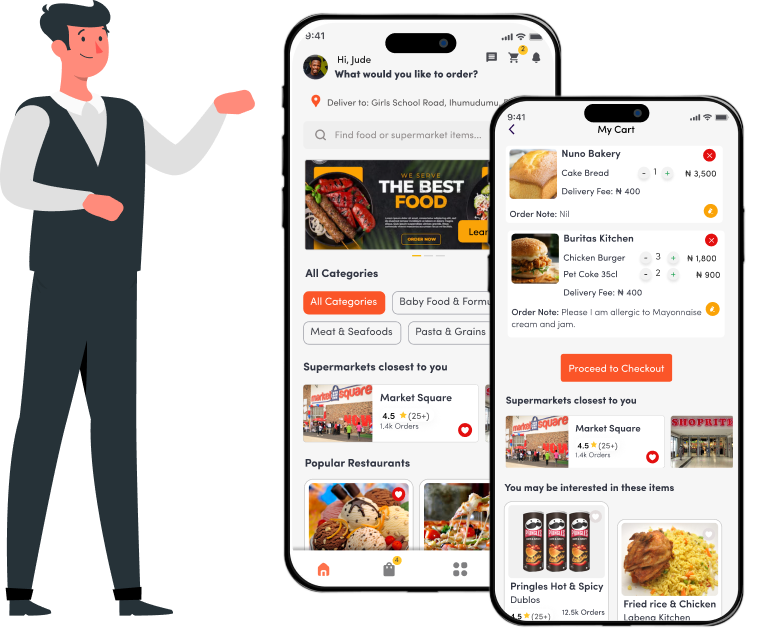 9:41
2
Hi, Jude
What would you like to order?
Deliver to: Girls School Road, Ihumudumu,
Find food or supermarket items...
WE SERVE
THE BEST
FOOD
ORDER NOW
Lear
All Categories
All Categories
Baby Food & Formu
Meat & Seafoods
Pasta & Grains
Supermarkets closest to you
market square
Market Square
4.5 (25+)
1.4k Orders
Popular Restaurants
4
9:41
My Cart
Nuno Bakery
Cake Bread - 1 + ₦ 3,500
Delivery Fee: ₦ 400
Order Note: Nil
Buritas Kitchen
Chicken Burger - 3 + ₦ 1,800
Pet Coke 35cl - 2 + ₦ 900
Delivery Fee: ₦ 400
Order Note: Please I am allergic to Mayonnaise
cream and jam.
Proceed to Checkout
Supermarkets closest to you
market square
Market Square
4.5 (25+)
1.4k Orders
SHOPRITE
You may be interested in these items
PRINGLES PRINGLES PRINGLES
Pringles Hot & Spicy
Dublos
4.5 (25+) 12.5k Orders
Fried rice & Chicken
Labena Kitchen